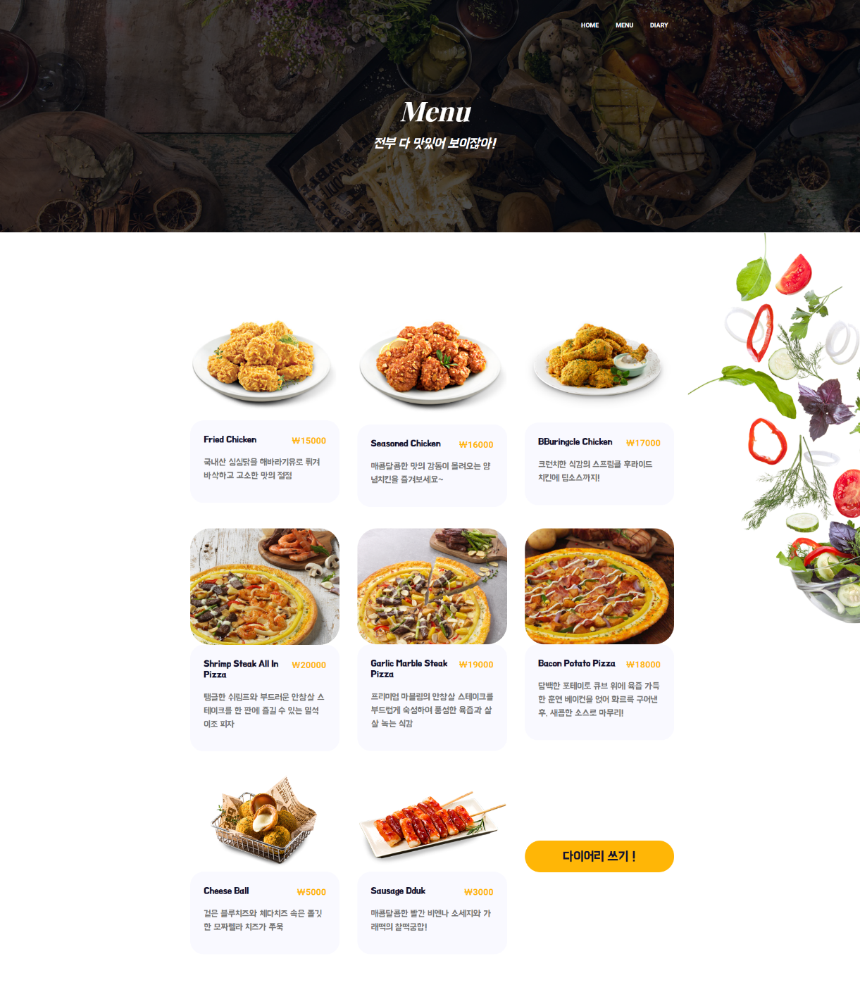 HOME MENU DIARY
Menu
전부 다 맛있어 보이잖아!
Fried Chicken ₩15000
국내산 싱싱닭을 해바라기유로 튀겨
바삭하고 고소한 맛의 절정
Seasoned Chicken ₩16000
매콤달콤한 맛의 감동이 몰려오는 양
념치킨을 즐겨보세요~
BBuringcle Chicken ₩17000
크런치한 식감의 스프링클 후라이드
치킨에 딥소스까지!
Shrimp Steak All In ₩20000
Pizza
탱글한 쉬림프와 부드러운 안창살 스
테이크를 한 판에 즐길 수 있는 일석
이조 피자
Garlic Marble Steak ₩19000
Pizza
프리미엄 마블링의 안창살 스테이크를
부드럽게 숙성하여 풍성한 육즙과 살
살 녹는 식감
Bacon Potato Pizza ₩18000
담백한 포테이토 큐브 위에 육즙 가득
한 훈연 베이컨을 얹어 화르륵 구어낸
후, 새콤한 소스로 마무리!
Cheese Ball ₩5000
겉은 블루치즈와 체다치즈 속은 쫄깃
한 모짜렐라 치즈가 쭈욱
Sausage Dduk ₩3000
매콤달콤한 빨간 비엔나 소세지와 가
래떡의 찰떡궁합!
다이어리 쓰기 !